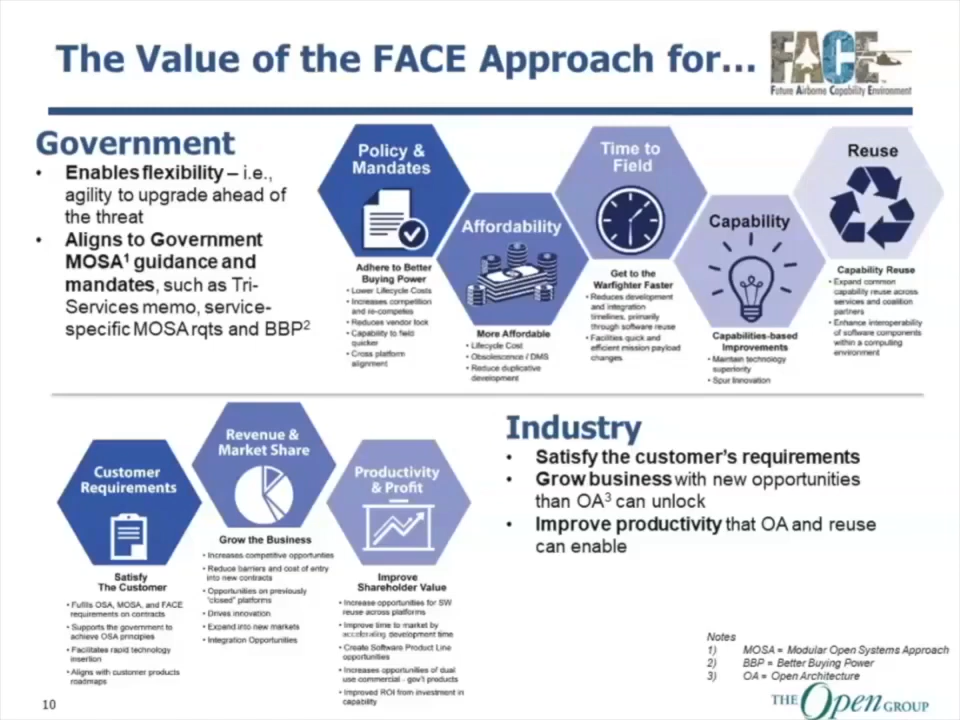 The Value of the FACE Approach for...
FACE™
Future Airborne Capability Environment
Government
• Enables flexibility – i.e.,
agility to upgrade ahead of
the threat
• Aligns to Government
MOSA1 guidance and
mandates, such as Tri-
Services memo, service-
specific MOSA rqts and BBP2
Policy &
Mandates
Adhere to Better
Buying Power
• Lower Lifecycle Costs
• Increases competition
and re-competes
• Reduces vendor lock
• Capability to field
quicker
• Cross platform
alignment
Affordability
More Affordable
• Lifecycle Cost
• Obsolescence / DMS
• Reduce duplicative
development
Time to
Field
Get to the
Warfighter Faster
• Reduces development
and integration
timelines, primarily
through software reuse
• Facilities quick and
efficient mission payload
changes
Capability
Capabilities-based
Improvements
• Maintain technology
superiority
• Spur Innovation
Reuse
Capability Reuse
• Expand common
capability reuse across
services and coalition
partners
• Enhance interoperability
of software components
within a computing
environment
Customer
Requirements
Satisfy
The Customer
• Fulfils OSA, MOSA, and FACE
requirements on contracts
• Supports the government to
achieve OSA principles
• Facilitates rapid technology
insertion
• Aligns with customer products
roadmaps
Revenue &
Market Share
Grow the Business
• Increases competitive opportunties
• Reduce barriers and cost of entry
into new contracts
• Opportunities on previously
"closed" platforms
• Drives innovation
• Expand into new markets
• Integration Opportunities
Productivity
& Profit
Improve
Shareholder Value
• Increase opportunities for SW
reuse across platforms
• Improve time to market by
accelerating development time
• Create Software Product Line
opportunities
• Increases opportunities of dual
use commercial - gov't products
• Improved ROI from investment in
capability
Industry
• Satisfy the customer's requirements
• Grow business with new opportunities
than OA3 can unlock
• Improve productivity that OA and reuse
can enable
Notes
1) MOSA = Modular Open Systems Approach
2) BBP = Better Buying Power
3) OA = Open Architecture
10
THE Open GROUP